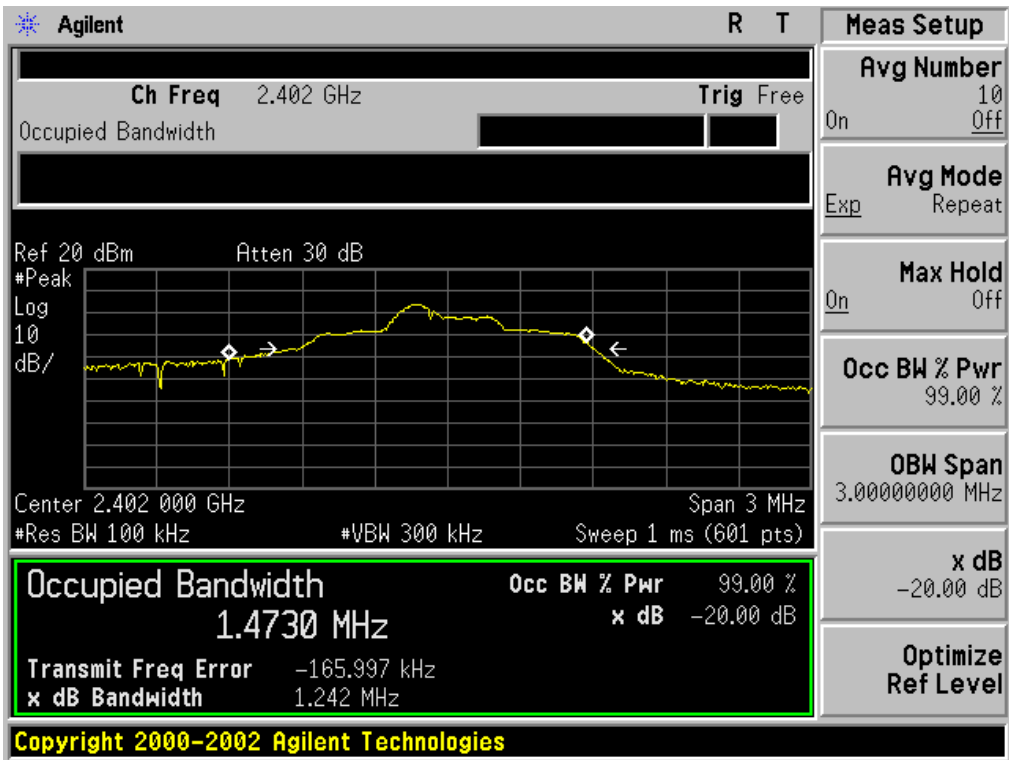 Agilent R T
Ch Freq 2.402 GHz Trig Free
Occupied Bandwidth
Ref 20 dBm Atten 30 dB
#Peak
Log
10
dB/
Center 2.402 000 GHz Span 3 MHz
#Res BW 100 kHz #VBW 300 kHz Sweep 1 ms (601 pts)
Occupied Bandwidth Occ BW % Pwr 99.00 %
1.4730 MHz x dB -20.00 dB
Transmit Freq Error -165.997 kHz
x dB Bandwidth 1.242 MHz
Copyright 2000-2002 Agilent Technologies
Meas Setup
Avg Number
10
On Off
Avg Mode
Exp Repeat
Max Hold
On Off
Occ BW % Pwr
99.00 %
OBW Span
3.00000000 MHz
x dB
-20.00 dB
Optimize
Ref Level